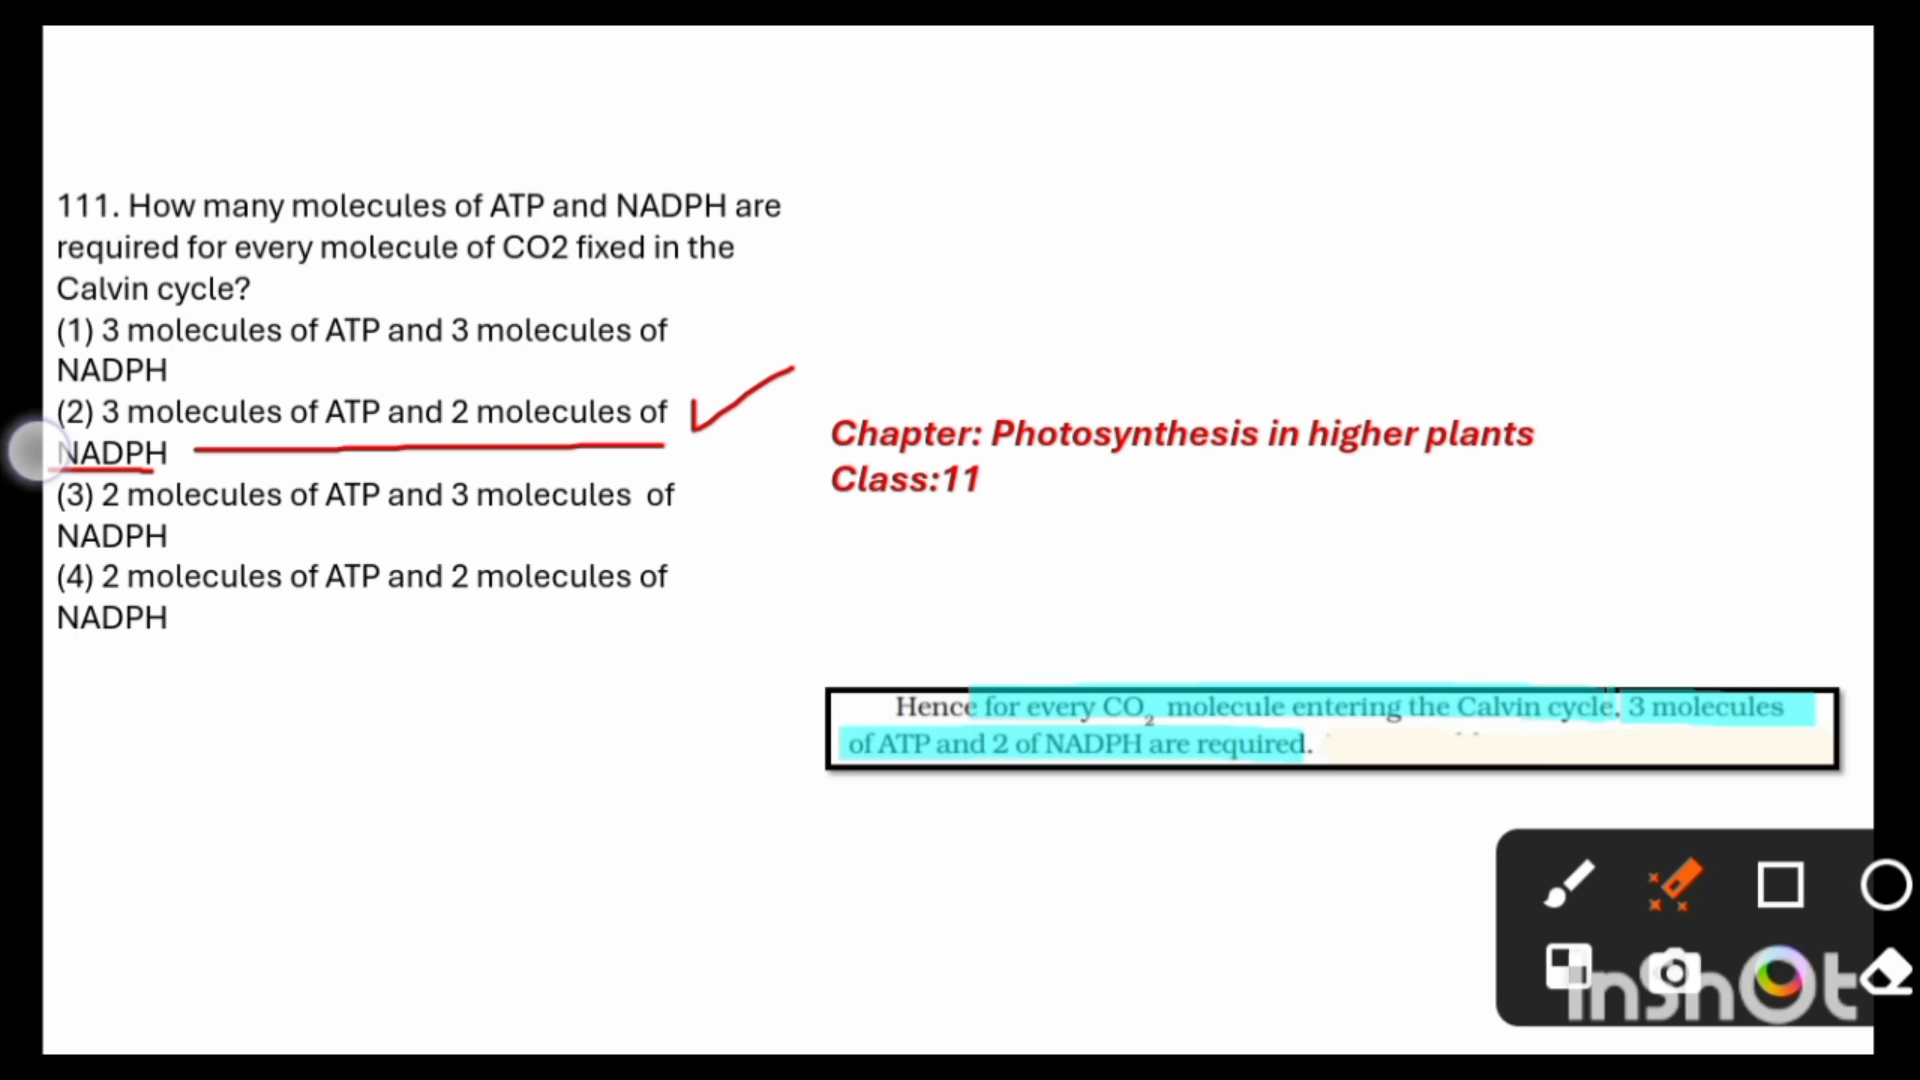 111. How many molecules of ATP and NADPH are
required for every molecule of CO2 fixed in the
Calvin cycle?
(1) 3 molecules of ATP and 3 molecules of
NADPH
(2) 3 molecules of ATP and 2 molecules of
NADPH
(3) 2 molecules of ATP and 3 molecules of
NADPH
(4) 2 molecules of ATP and 2 molecules of
NADPH
Chapter: Photosynthesis in higher plants
Class:11
Hence for every CO₂ molecule entering the Calvin cycle, 3 molecules
of ATP and 2 of NADPH are required.
InShOt